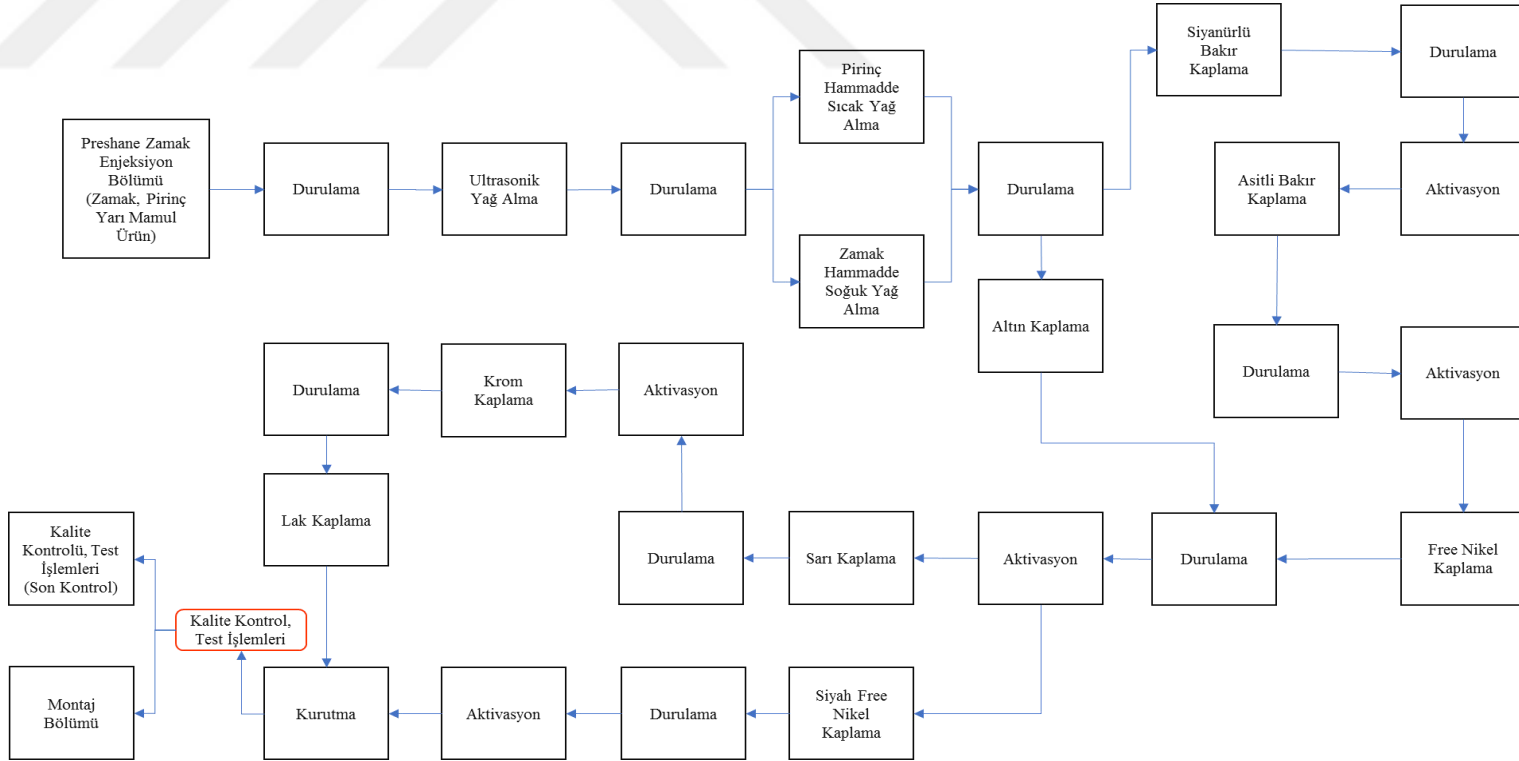 Preshane Zamak
Enjeksiyon
Bölümü
(Zamak, Pirinç
Yarı Mamul
Ürün)
Durulama
Ultrasonik
Yağ Alma
Durulama
Pirinç
Hammadde
Sıcak Yağ
Alma
Zamak
Hammadde
Soğuk Yağ
Alma
Durulama
Siyanürlü
Bakır
Kaplama
Durulama
Aktivasyon
Asitli Bakır
Kaplama
Durulama
Aktivasyon
Free Nikel
Kaplama
Altın Kaplama
Durulama
Aktivasyon
Sarı Kaplama
Durulama
Aktivasyon
Krom
Kaplama
Durulama
Lak Kaplama
Siyah Free
Nikel
Kaplama
Durulama
Aktivasyon
Kurutma
Kalite Kontrol,
Test İşlemleri
Kalite
Kontrolü, Test
İşlemleri
(Son Kontrol)
Montaj
Bölümü